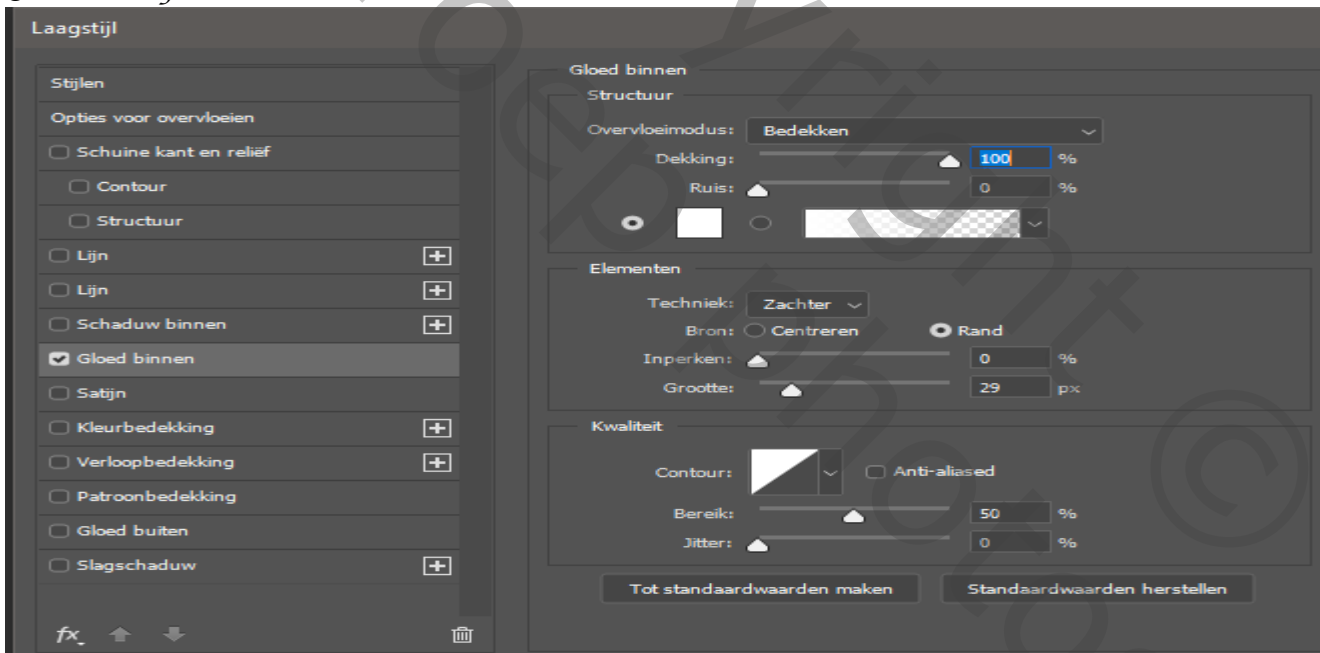 Laagstijl
Stijlen
Opties voor overvloeien
Schuine kant en reliëf
Contour
Structuur
Lijn
Lijn
Schaduw binnen
Gloed binnen
Satijn
Kleurbedekking
Verloopbedekking
Patroonbedekking
Gloed buiten
Slagschaduw
fx
Gloed binnen
Structuur
Overvloeimodus: Bedekken
Dekking: 100 %
Ruis: 0 %
Elementen
Techniek: Zachter
Bron: Centreren Rand
Inperken: 0 %
Grootte: 29 px
Kwaliteit
Contour: Anti-aliased
Bereik: 50 %
Jitter: 0 %
Tot standaardwaarden maken Standaardwaarden herstellen